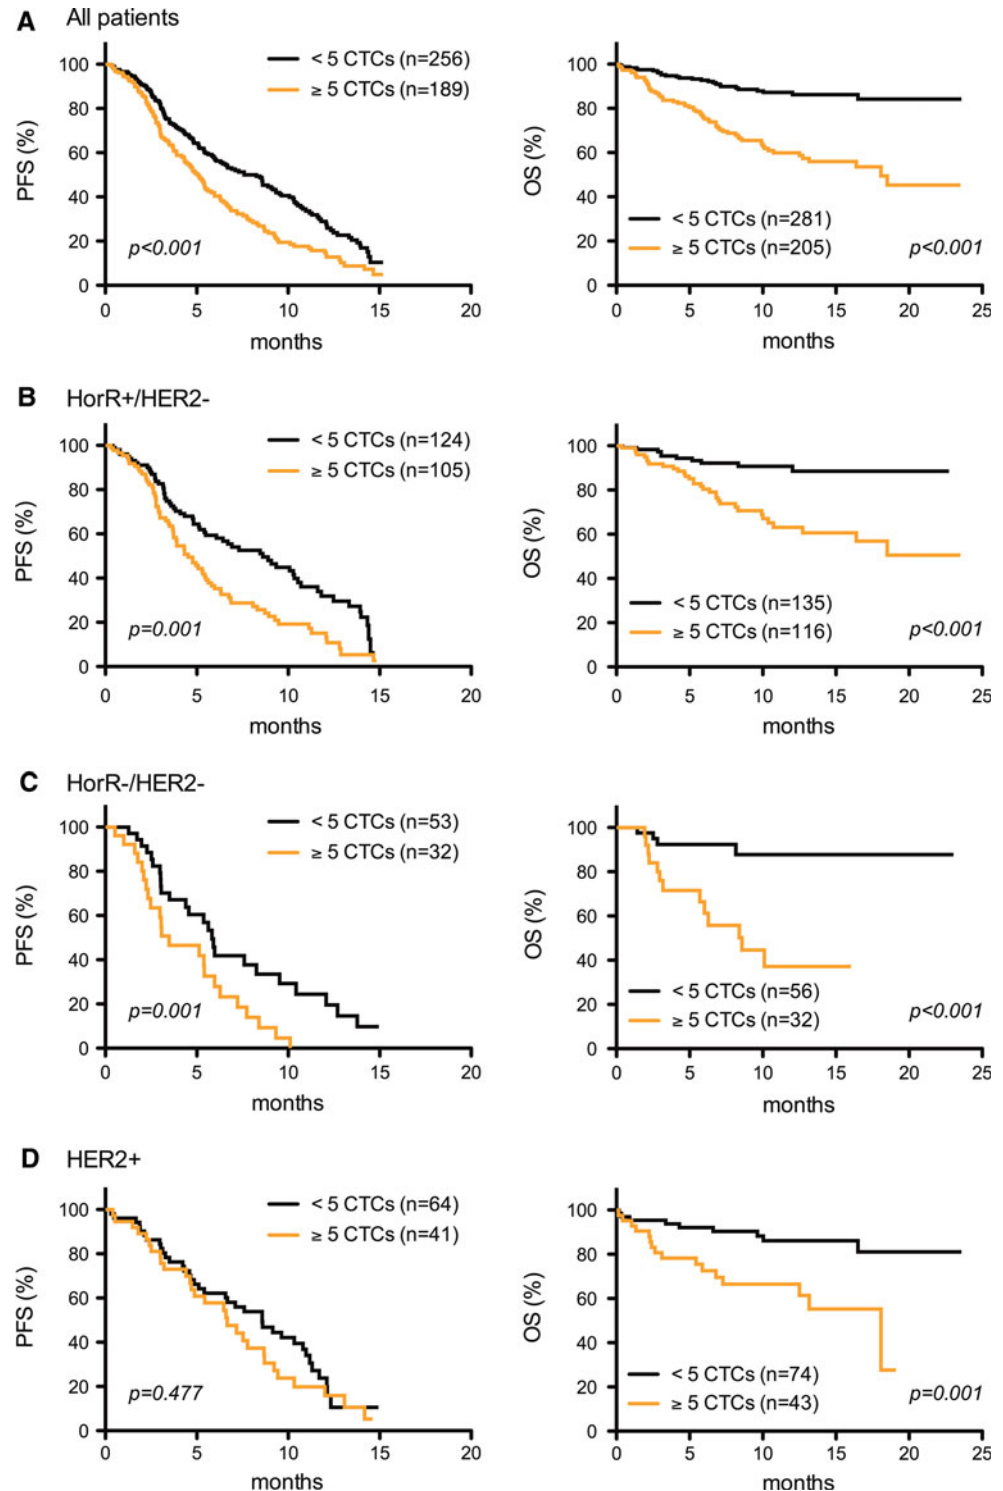 A All patients
100
80
60
40
20
0
PFS (%)
< 5 CTCs (n=256)
≥ 5 CTCs (n=189)
p<0.001
0 5 10 15 20
months
100
80
60
40
20
0
OS (%)
< 5 CTCs (n=281)
≥ 5 CTCs (n=205)
p<0.001
0 5 10 15 20 25
months
B HorR+/HER2-
100
80
60
40
20
0
PFS (%)
< 5 CTCs (n=124)
≥ 5 CTCs (n=105)
p=0.001
0 5 10 15 20
months
100
80
60
40
20
0
OS (%)
< 5 CTCs (n=135)
≥ 5 CTCs (n=116)
p<0.001
0 5 10 15 20 25
months
C HorR-/HER2-
100
80
60
40
20
0
PFS (%)
< 5 CTCs (n=53)
≥ 5 CTCs (n=32)
p=0.001
0 5 10 15 20
months
100
80
60
40
20
0
OS (%)
< 5 CTCs (n=56)
≥ 5 CTCs (n=32)
p<0.001
0 5 10 15 20 25
months
D HER2+
100
80
60
40
20
0
PFS (%)
< 5 CTCs (n=64)
≥ 5 CTCs (n=41)
p=0.477
0 5 10 15 20
months
100
80
60
40
20
0
OS (%)
< 5 CTCs (n=74)
≥ 5 CTCs (n=43)
p=0.001
0 5 10 15 20 25
months